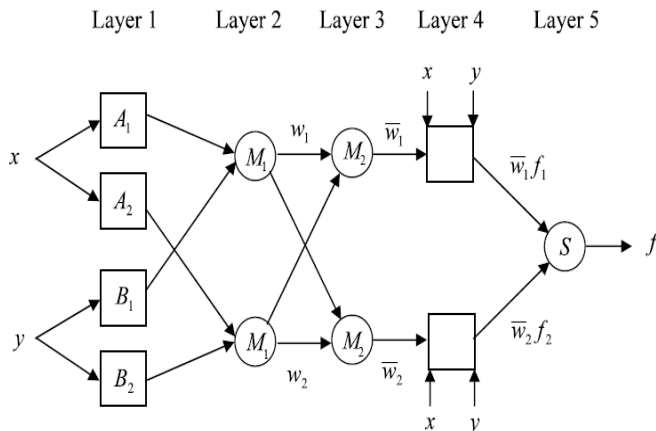 Layer 1 Layer 2 Layer 3 Layer 4 Layer 5
x y
A₁ w₁ w̅₁
M₁ M₂
x w̅₁f₁
A₂
S f
B₁
y w̅₂f₂
M₁ M₂
B₂ w₂ w̅₂
x y